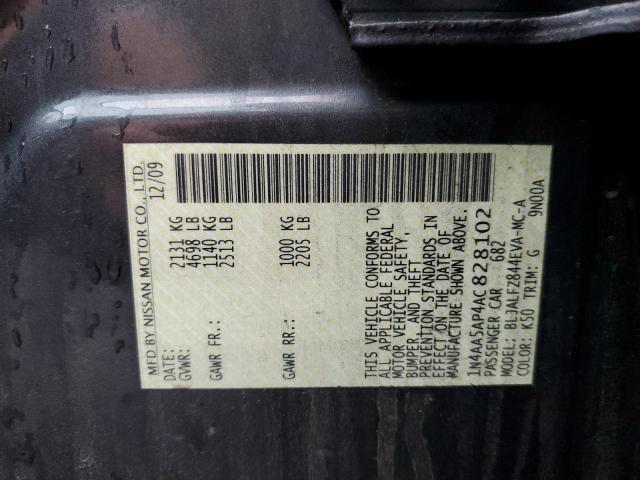 MFD BY NISSAN MOTOR CO., LTD.
DATE: 12/09
GVWR: 2131 KG
4698 LB
GAWR FR: 1140 KG
2513 LB
GAWR RR: 1000 KG
2205 LB
THIS VEHICLE CONFORMS TO
ALL APPLICABLE FEDERAL
MOTOR VEHICLE SAFETY,
BUMPER, AND THEFT
PREVENTION STANDARDS IN
EFFECT ON THE DATE OF
MANUFACTURE SHOWN ABOVE.
1N4AA5AP4AC828102
PASSENGER CAR 682
MODEL: BLJALFZ844EVA-MC-A
COLOR: K50 TRIM: G 9N00A